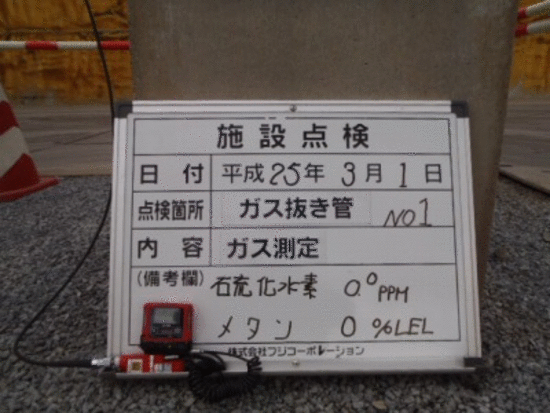 施設点検
日付 平成25年3月1日
点検箇所 ガス抜き管 NO1
内容 ガス測定
(備考欄) 石充化水素 0.0PPM
メタン 0 %LEL
株式会社フジコーポレーション